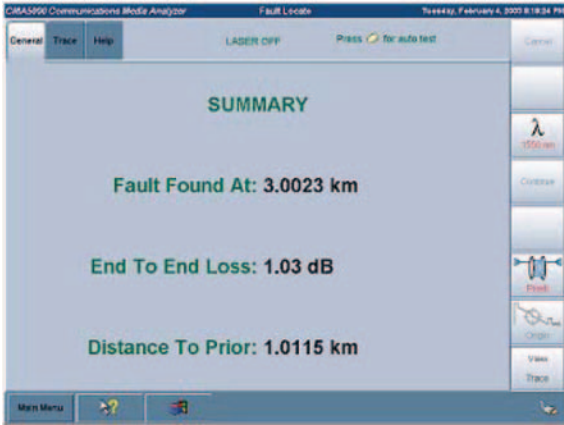 CMA5000 Communications Media Analyzer Fault Locate Tuesday, February 4, 2003 8:18:24 PM
General Trace Help LASER OFF Press for auto test
SUMMARY
Fault Found At: 3.0023 km
End To End Loss: 1.03 dB
Distance To Prior: 1.0115 km
Cancel
λ
1550 nm
Continue
Origin
View
Trace
Main Menu